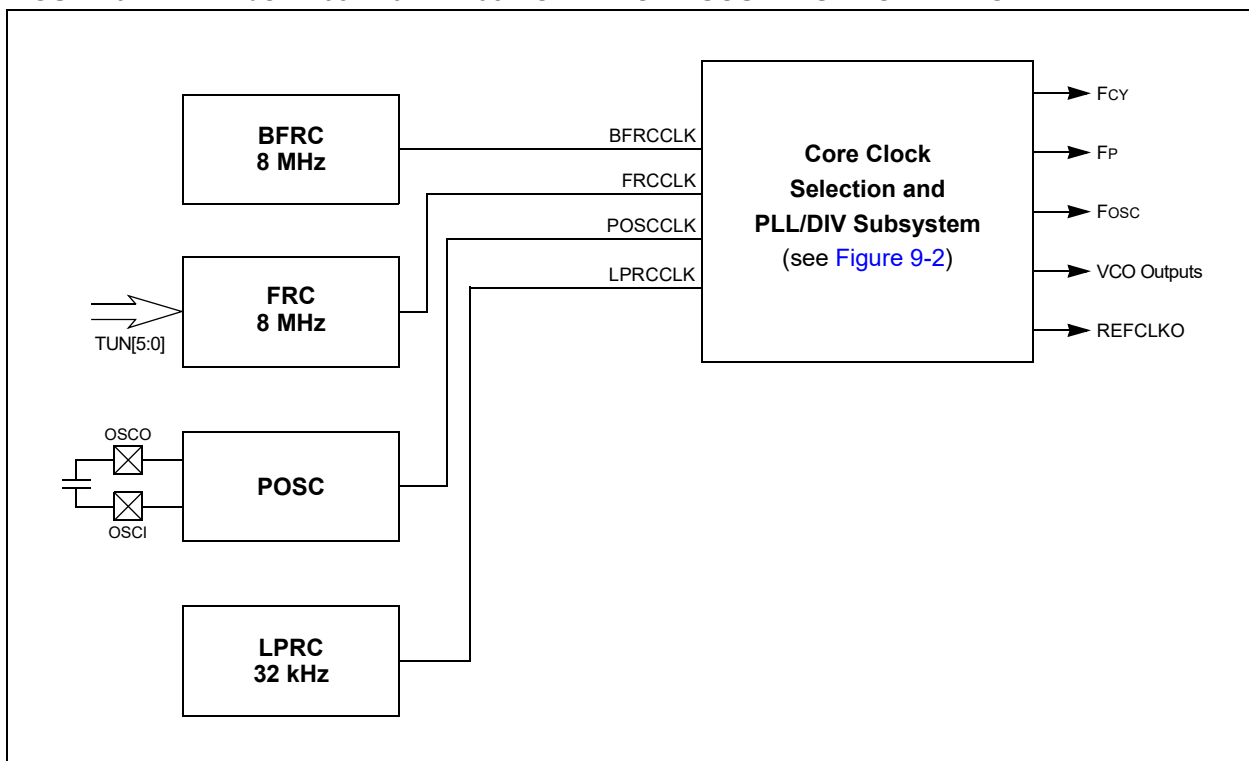 BFRC
8 MHz
BFRCCLK
FRC
8 MHz
TUN[5:0]
FRCCLK
OSCO
OSCI
POSC
POSCCLK
LPRC
32 kHz
LPRCCLK
Core Clock
Selection and
PLL/DIV Subsystem
(see Figure 9-2)
FCY
FP
FOSC
VCO Outputs
REFCLKO